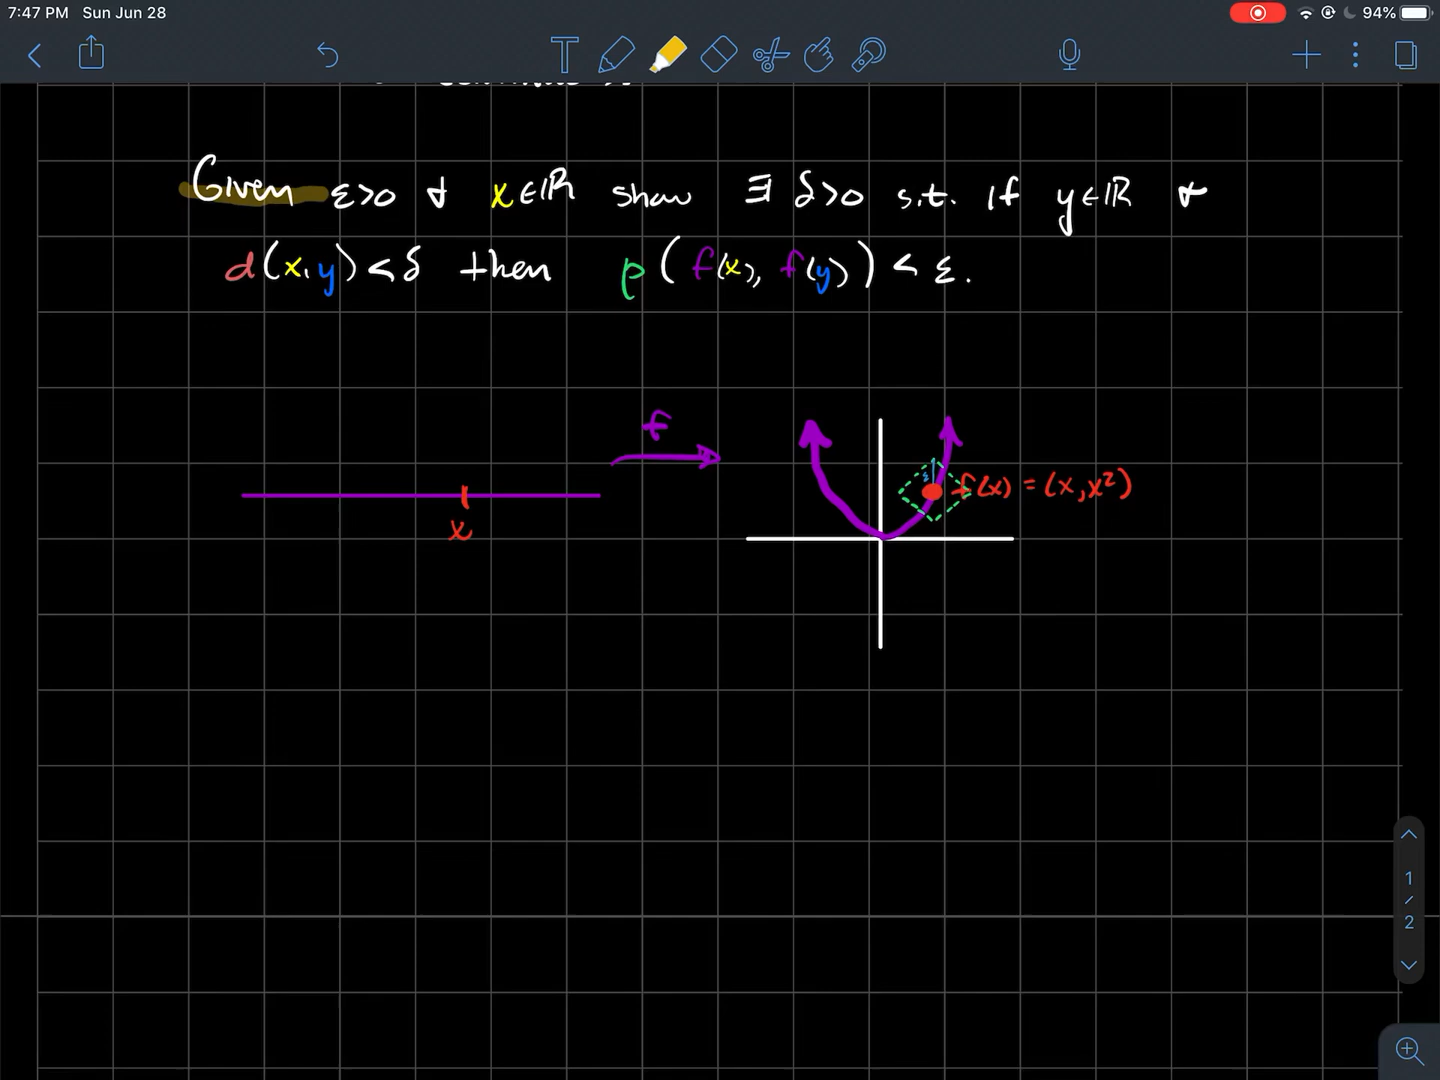 7:47 PM Sun Jun 28
94%
T
Given ε>0 & x∈ℝ show ∃ δ>0 s.t. if y∈ℝ &
d(x,y)<δ then ρ(f(x), f(y)) < ε.
f
f(x) = (x,x²)
x
1
/
2